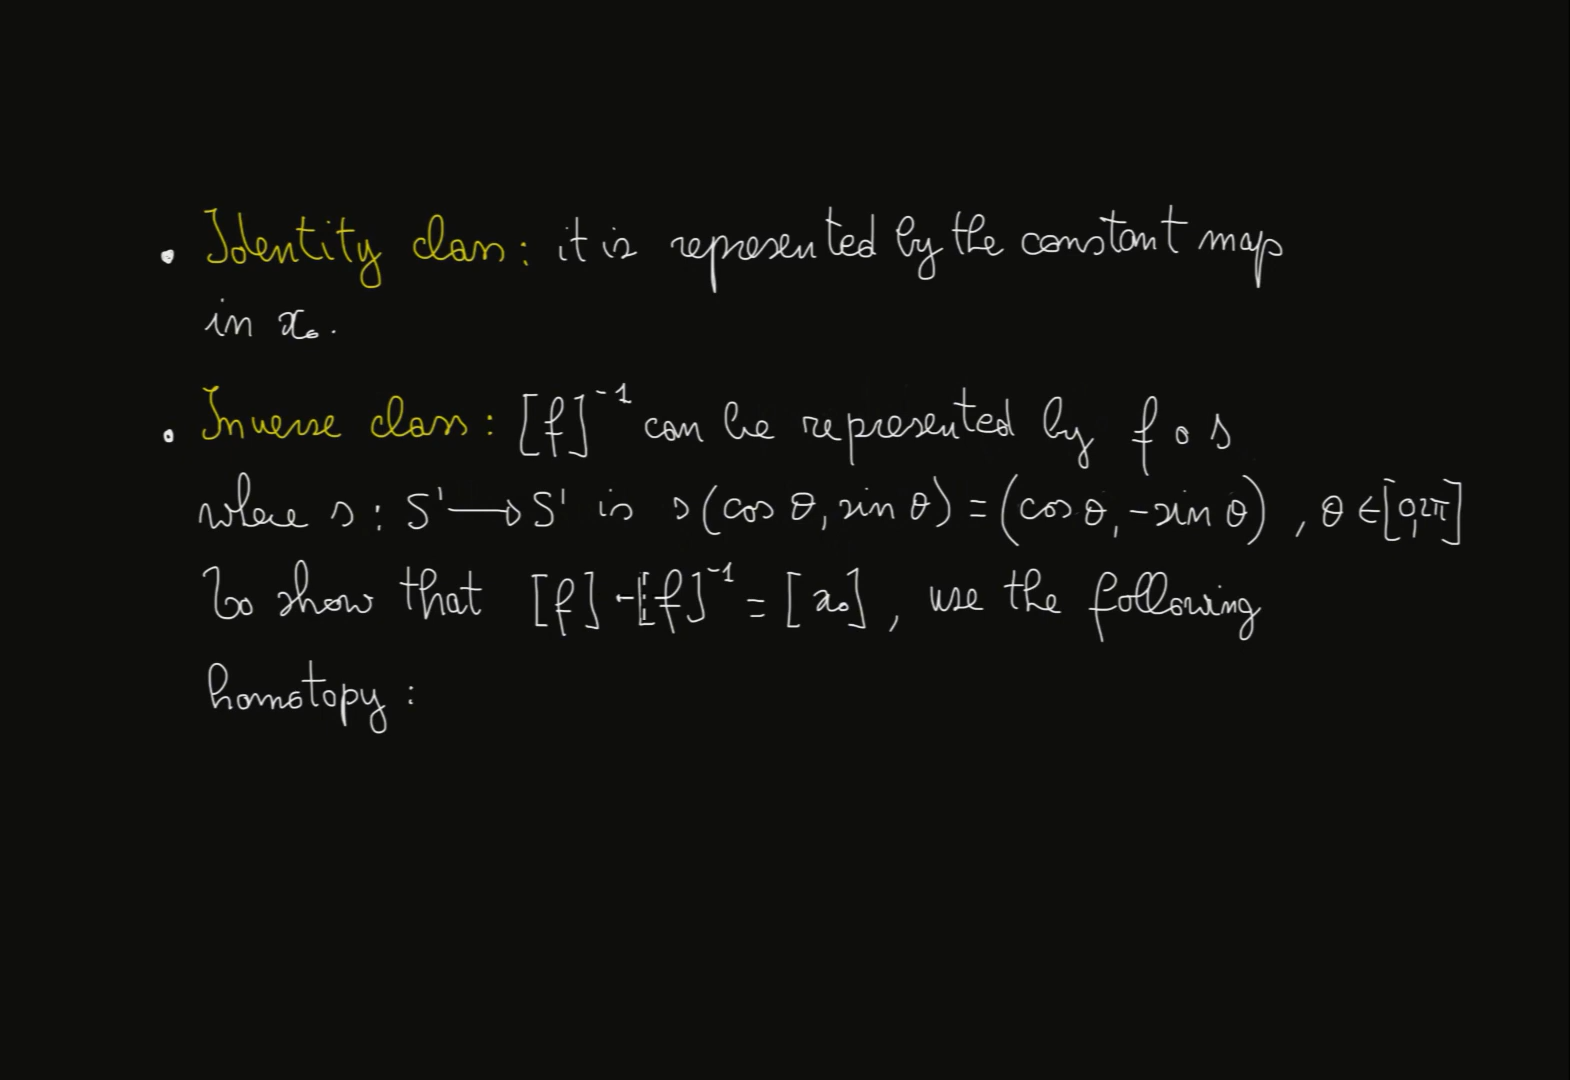 • Identity class: it is represented by the constant map
in x₀.
• Inverse class: [f]⁻¹ can be represented by f ∘ s
where s: S¹ → S¹ is s(cos θ, sin θ) = (cos θ, -sin θ), θ ∈ [0,2π]
To show that [f]·[f]⁻¹ = [x₀], use the following
homotopy: